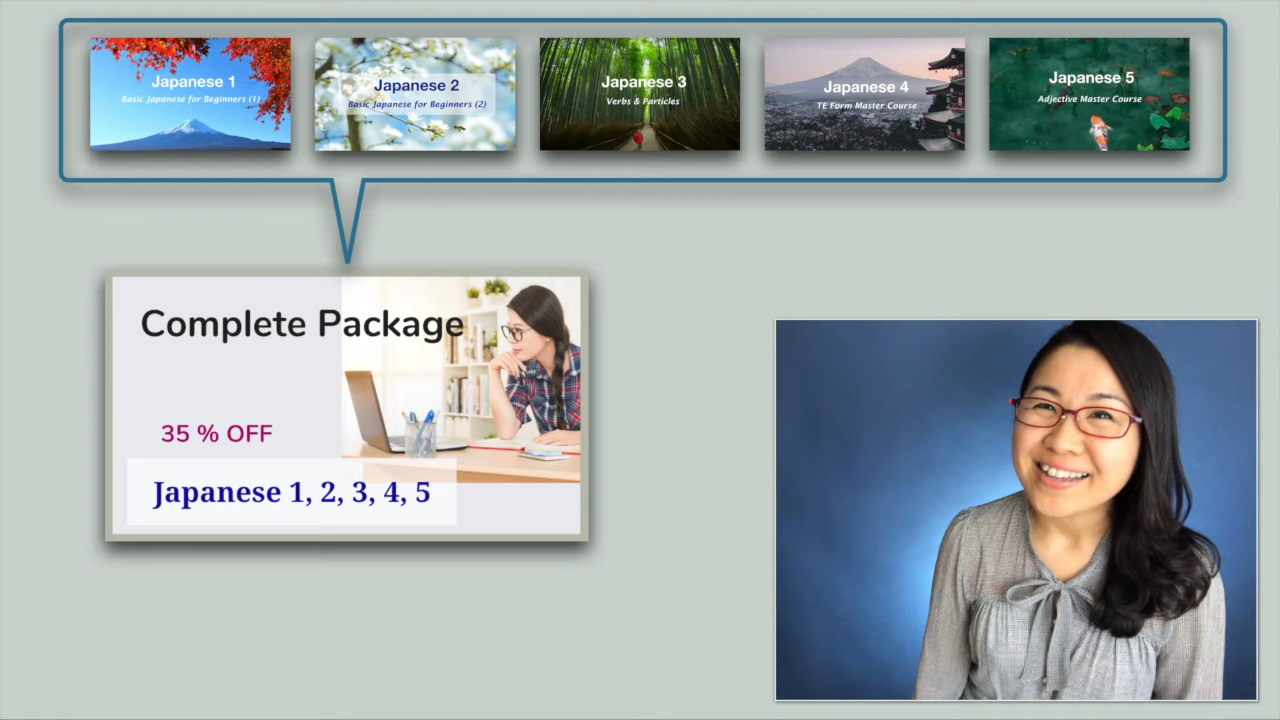 Japanese 1
Basic Japanese for Beginners (1)
Japanese 2
Basic Japanese for Beginners (2)
Japanese 3
Verbs & Particles
Japanese 4
TE Form Master Course
Japanese 5
Adjective Master Course
Complete Package
35 % OFF
Japanese 1, 2, 3, 4, 5